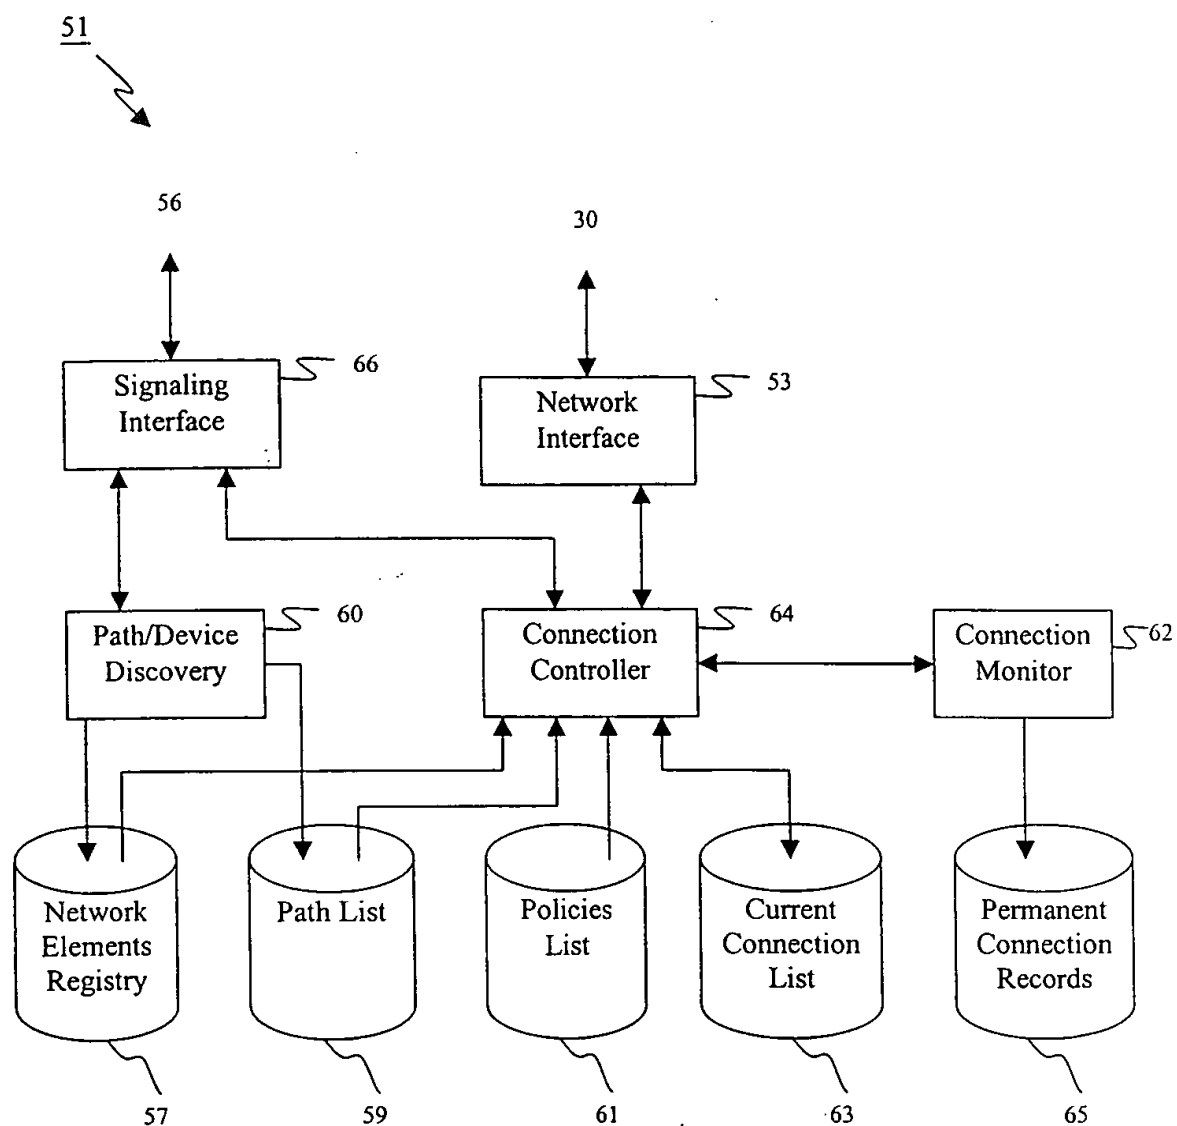 51
56
30
66
Signaling
Interface
53
Network
Interface
60
Path/Device
Discovery
64
Connection
Controller
62
Connection
Monitor
Network
Elements
Registry
Path List
Policies
List
Current
Connection
List
Permanent
Connection
Records
57
59
61
63
65